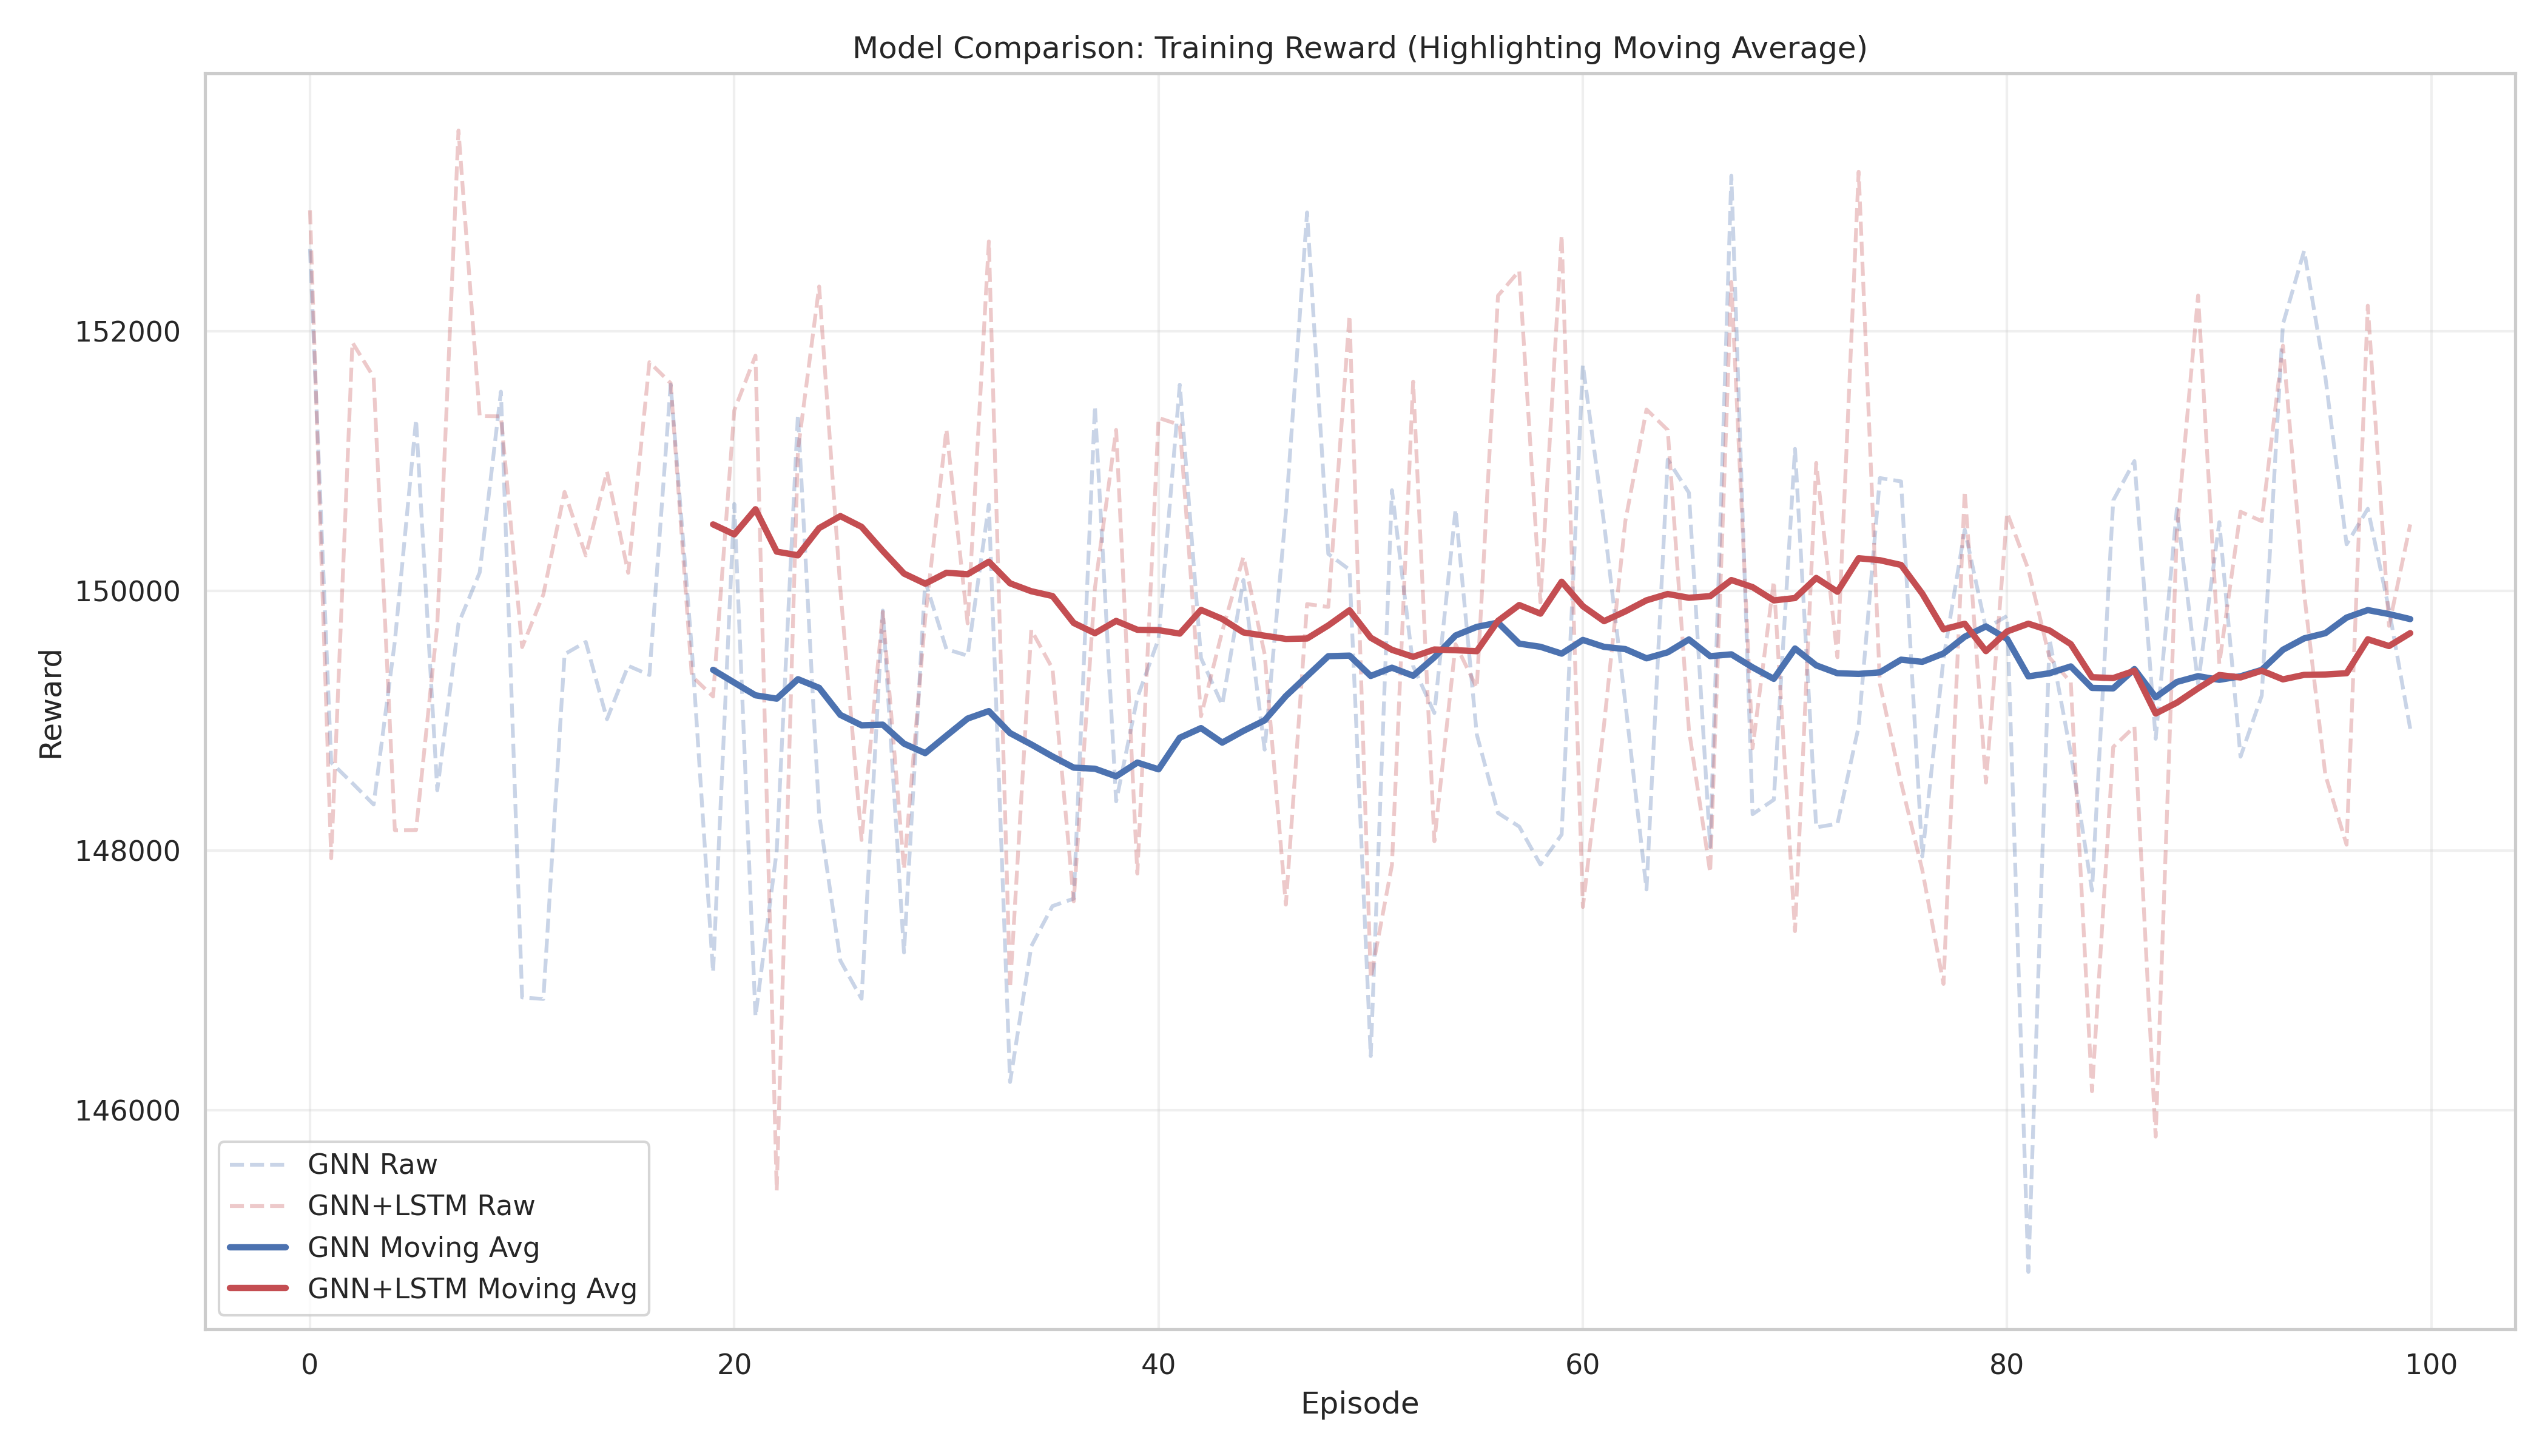 Model Comparison: Training Reward (Highlighting Moving Average)
Reward
152000
150000
148000
146000
GNN Raw
GNN+LSTM Raw
GNN Moving Avg
GNN+LSTM Moving Avg
0
20
40
60
80
100
Episode